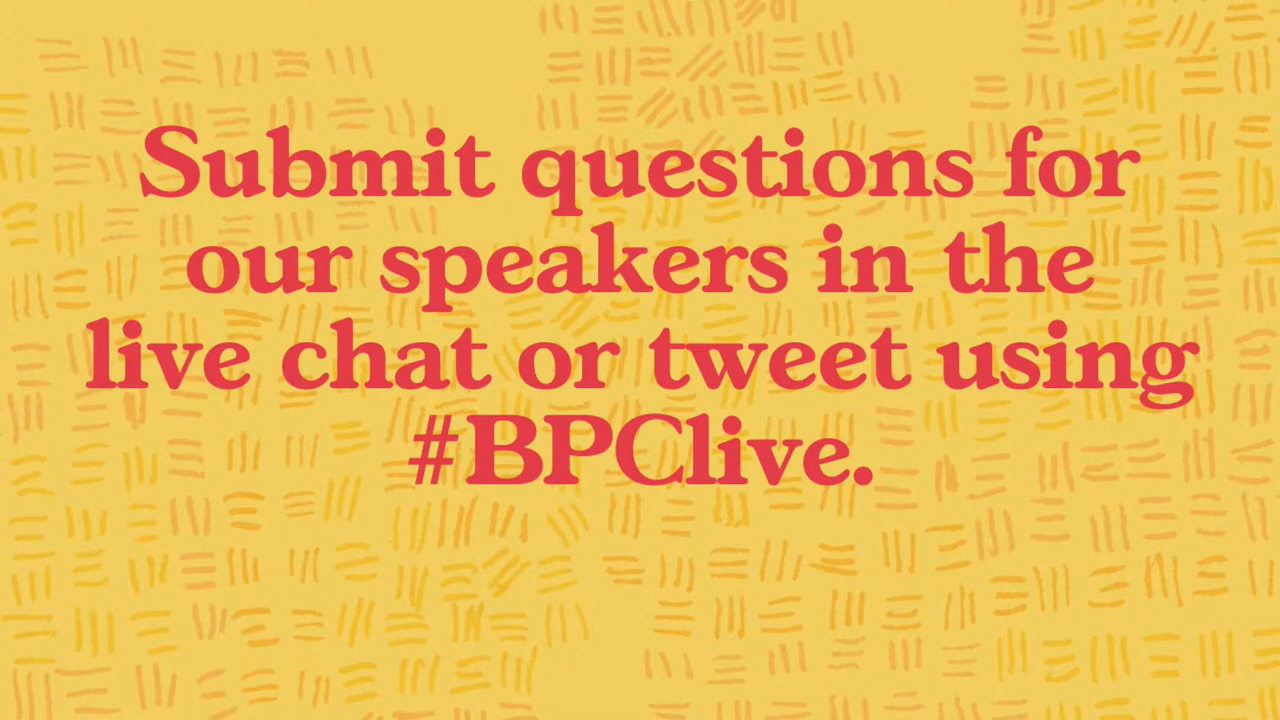 Submit questions for
our speakers in the
live chat or tweet using
#BPClive.